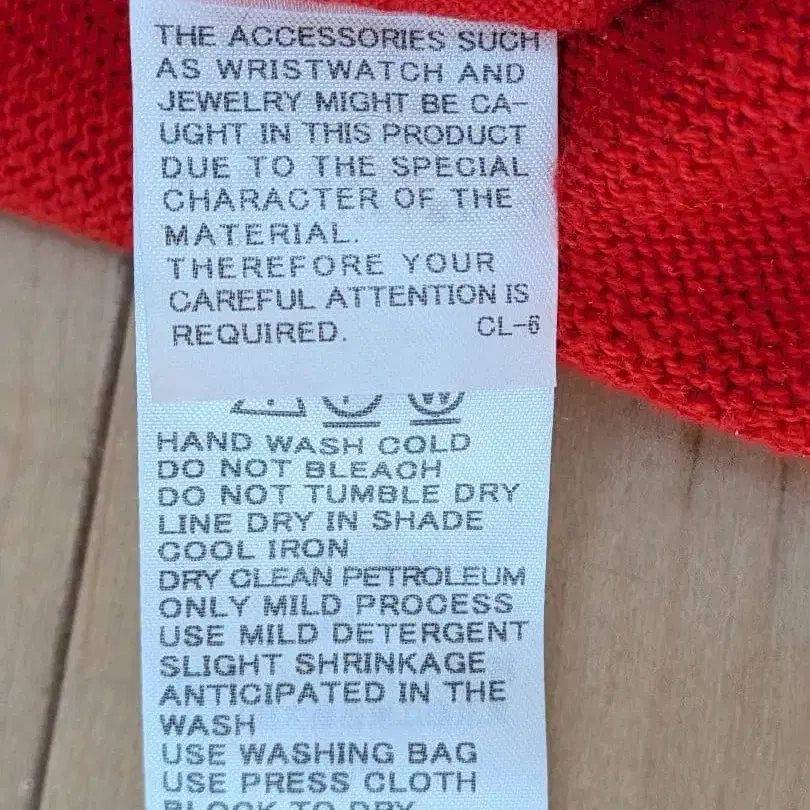 THE ACCESSORIES SUCH
AS WRISTWATCH AND
JEWELRY MIGHT BE CA-
UGHT IN THIS PRODUCT
DUE TO THE SPECIAL
CHARACTER OF THE
MATERIAL.
THEREFORE YOUR
CAREFUL ATTENTION IS
REQUIRED. CL-6
HAND WASH COLD
DO NOT BLEACH
DO NOT TUMBLE DRY
LINE DRY IN SHADE
COOL IRON
DRY CLEAN PETROLEUM
ONLY MILD PROCESS
USE MILD DETERGENT
SLIGHT SHRINKAGE
ANTICIPATED IN THE
WASH
USE WASHING BAG
USE PRESS CLOTH
BLOCK TO DRY